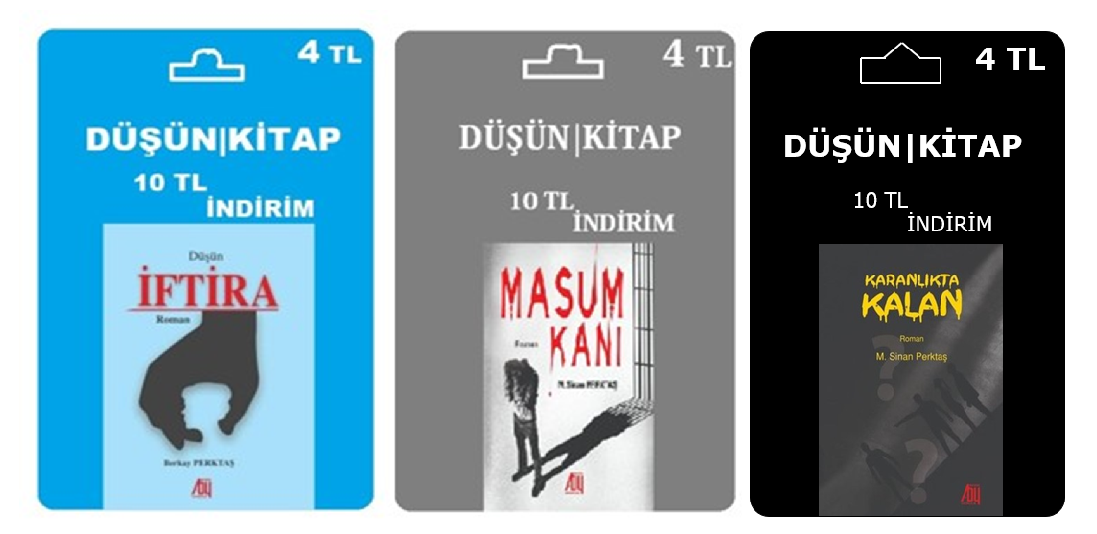 4 TL
DÜŞÜN|KİTAP
10 TL
İNDİRİM
Düşün
İFTİRA
Roman
Berkay PERKTAŞ
4 TL
DÜŞÜN|KİTAP
10 TL
İNDİRİM
MASUM
KANI
Roman
M. Sinan PERKTAŞ
4 TL
DÜŞÜN|KİTAP
10 TL
İNDİRİM
KARANLIKTA
KALAN
Roman
M. Sinan Perktaş